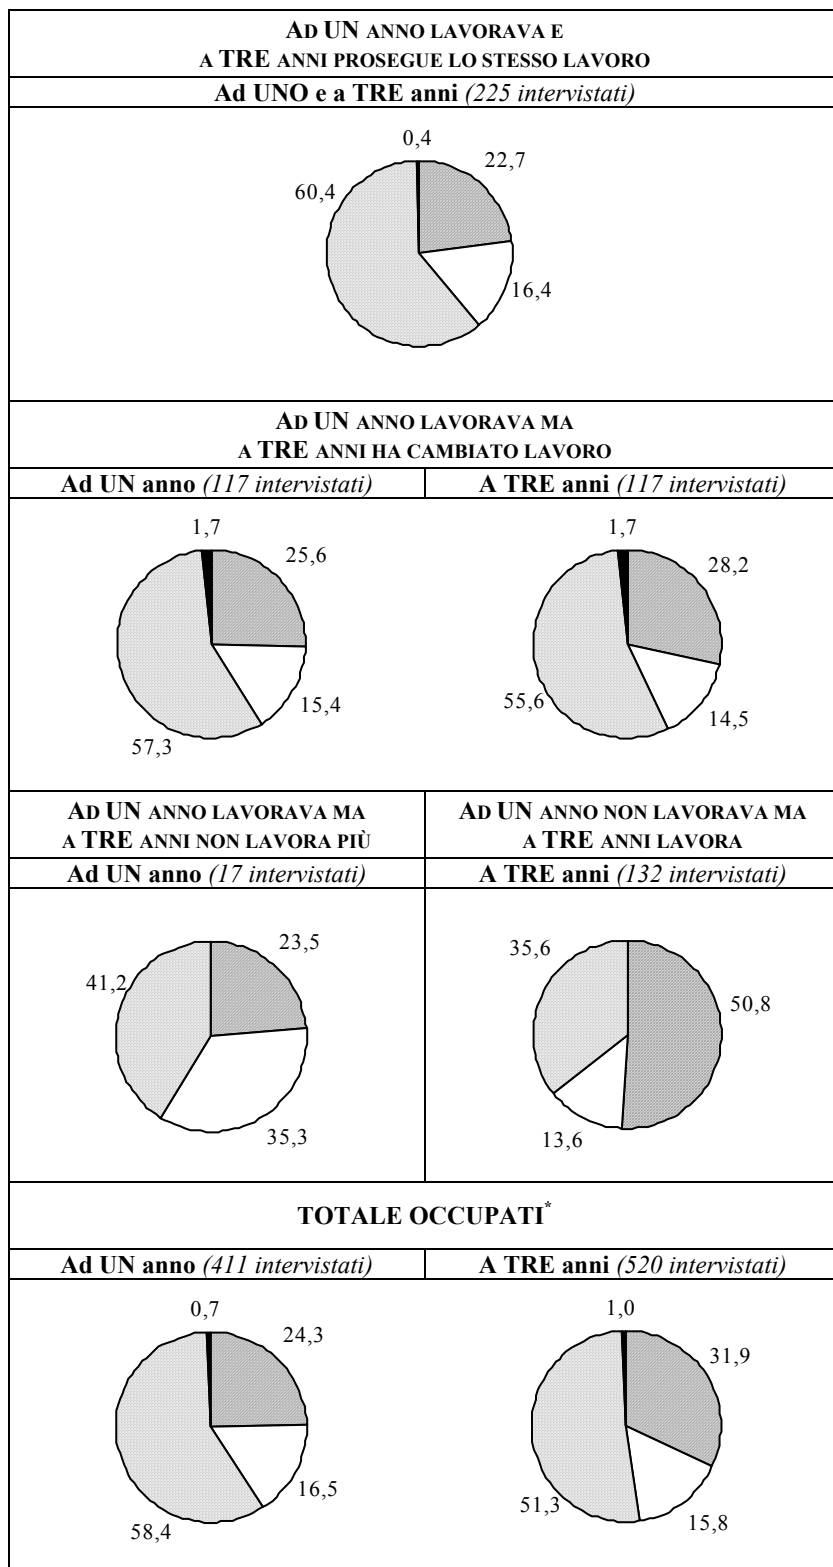 AD UN ANNO LAVORAVA E
A TRE ANNI PROSEGUE LO STESSO LAVORO
Ad UNO e a TRE anni (225 intervistati)
0,4
22,7
60,4
16,4
AD UN ANNO LAVORAVA MA
A TRE ANNI HA CAMBIATO LAVORO
Ad UN anno (117 intervistati)
A TRE anni (117 intervistati)
1,7
25,6
15,4
57,3
1,7
28,2
55,6
14,5
AD UN ANNO LAVORAVA MA
A TRE ANNI NON LAVORA PIÙ
AD UN ANNO NON LAVORAVA MA
A TRE ANNI LAVORA
Ad UN anno (17 intervistati)
A TRE anni (132 intervistati)
23,5
41,2
35,3
35,6
50,8
13,6
TOTALE OCCUPATI*
Ad UN anno (411 intervistati)
A TRE anni (520 intervistati)
0,7
24,3
16,5
58,4
1,0
31,9
51,3
15,8